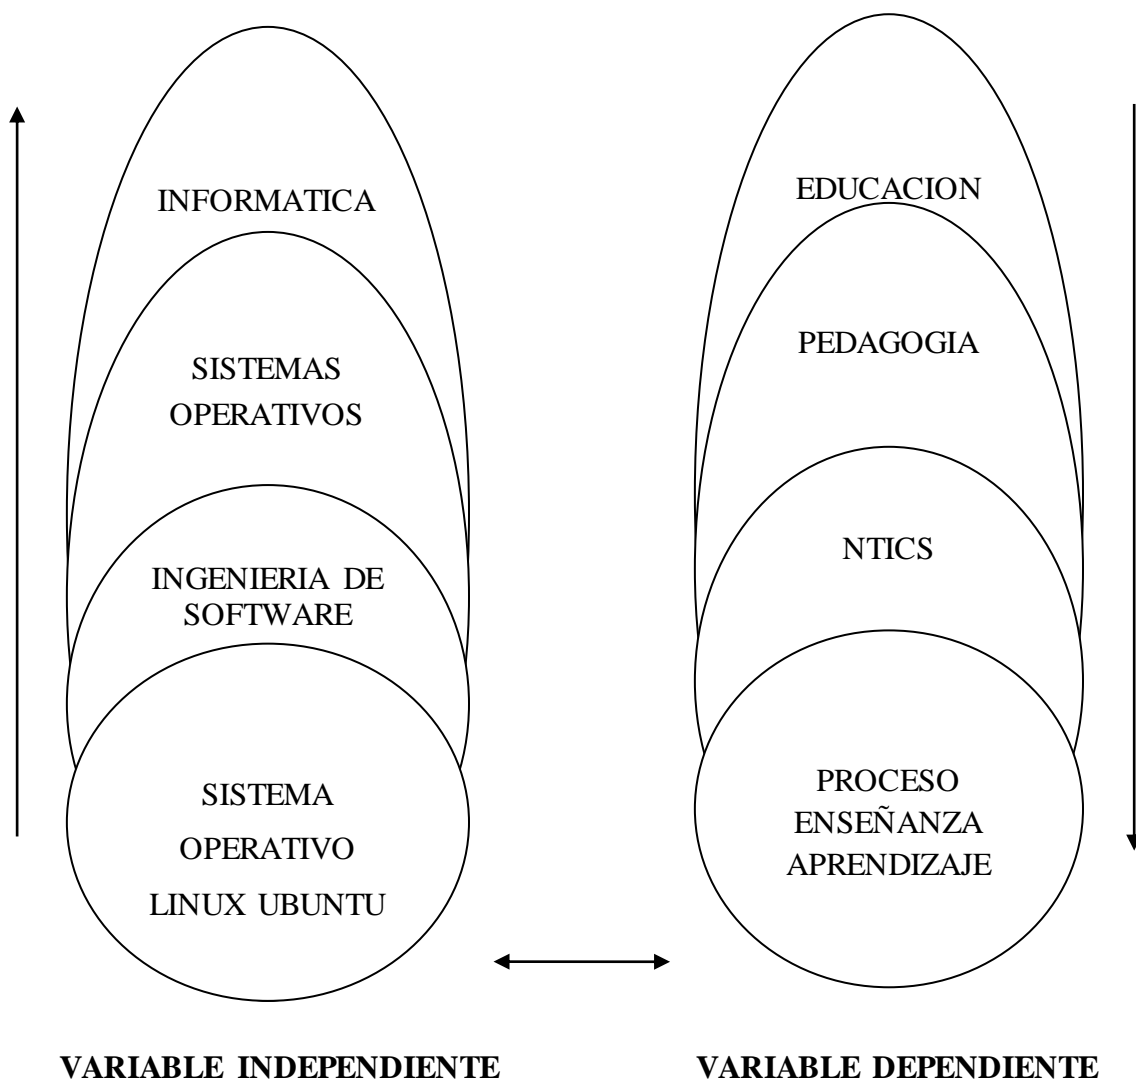 INFORMATICA
SISTEMAS
OPERATIVOS
INGENIERIA DE
SOFTWARE
SISTEMA
OPERATIVO
LINUX UBUNTU
VARIABLE INDEPENDIENTE
EDUCACION
PEDAGOGIA
NTICS
PROCESO
ENSEÑANZA
APRENDIZAJE
VARIABLE DEPENDIENTE